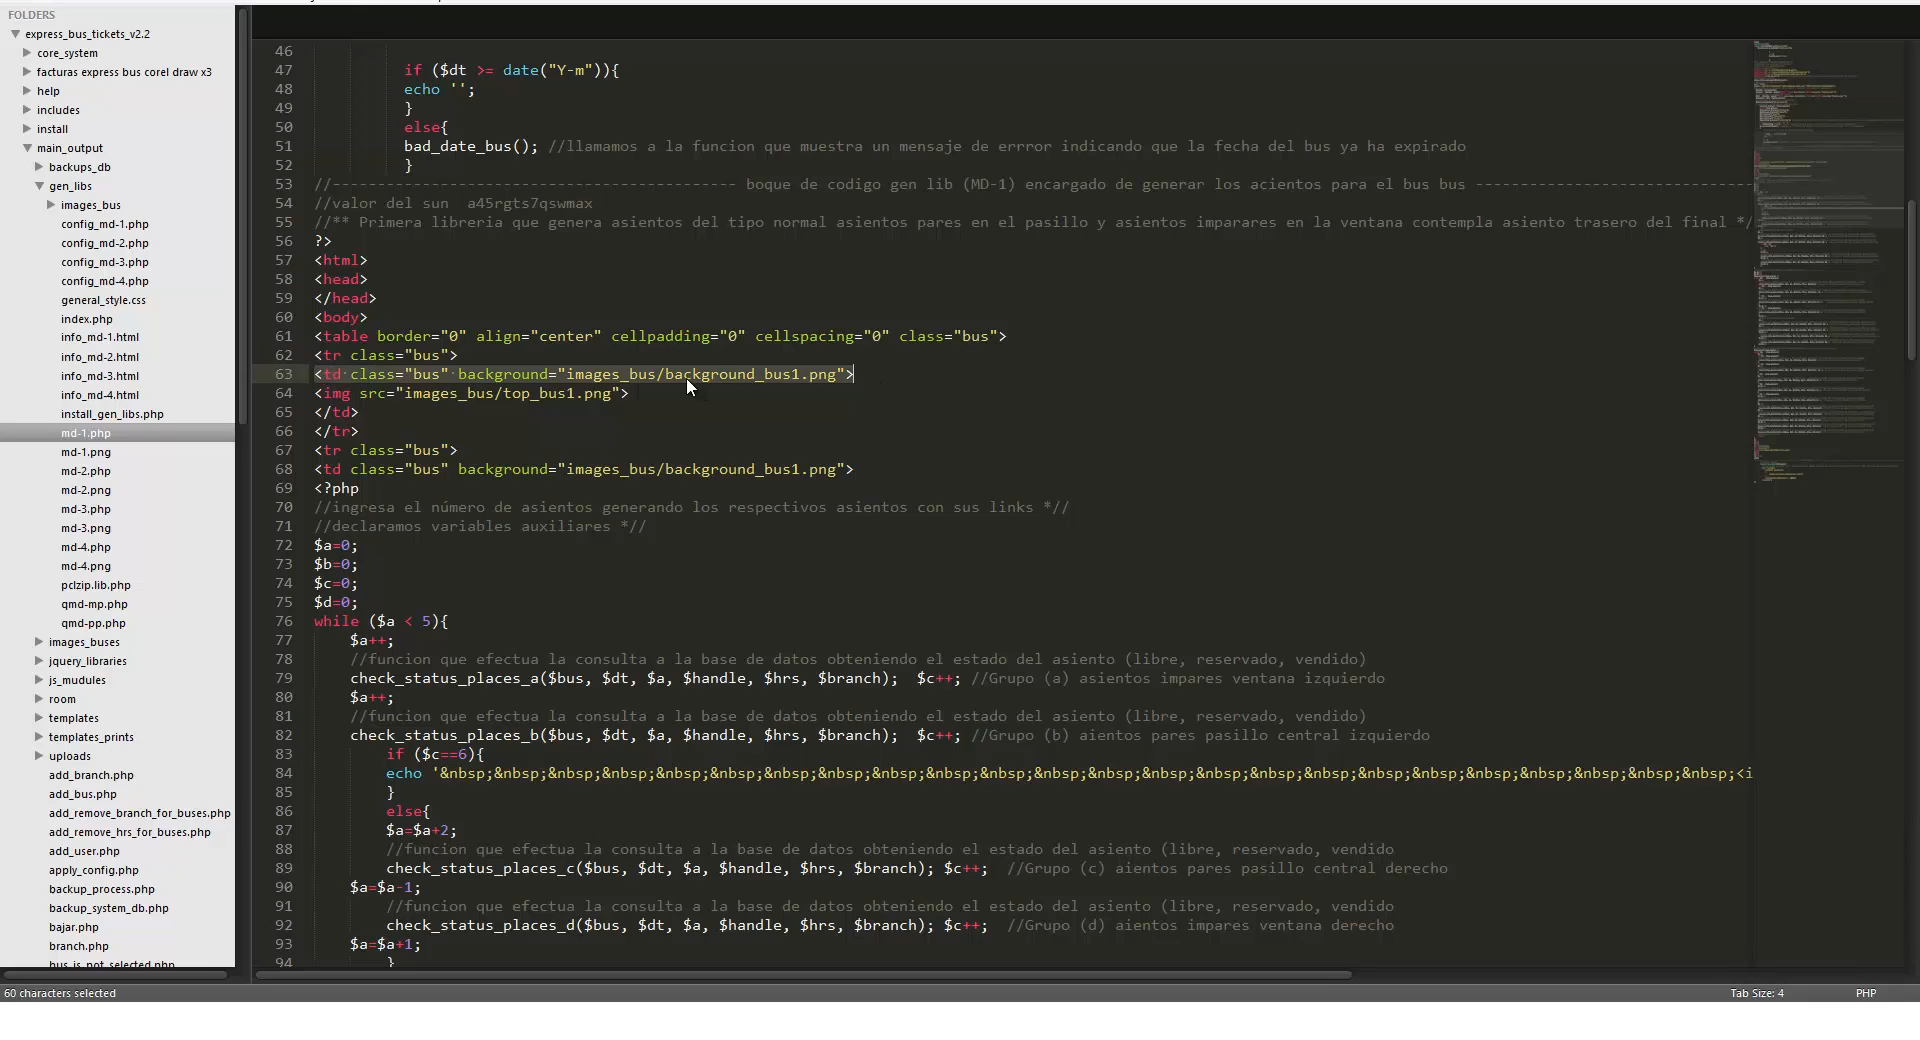 FOLDERS
express_bus_tickets_v2.2
core_system
facturas express bus corel draw x3
help
includes
install
main_output
backups_db
gen_libs
images_bus
config_md-1.php
config_md-2.php
config_md-3.php
config_md-4.php
general_style.css
index.php
info_md-1.html
info_md-2.html
info_md-3.html
info_md-4.html
install_gen_libs.php
md-1.php
md-1.png
md-2.php
md-2.png
md-3.php
md-3.png
md-4.php
md-4.png
pclzip.lib.php
qmd-mp.php
qmd-pp.php
images_buses
jquery_libraries
js_mudules
room
templates
templates_prints
uploads
add_branch.php
add_bus.php
add_remove_branch_for_buses.php
add_remove_hrs_for_buses.php
add_user.php
apply_config.php
backup_process.php
backup_system_db.php
bajar.php
branch.php
bus_is_not_selected.php
46
47 if ($dt >= date("Y-m")){
48 echo '';
49 }
50 else{
51 bad_date_bus(); //llamamos a la funcion que muestra un mensaje de errror indicando que la fecha del bus ya ha expirado
52 }
53 //--------------------------------------------- boque de codigo gen lib (MD-1) encargado de generar los acientos para el bus bus -------------------------------
54 //valor del sun  a45rgts7qswmax
55 //** Primera libreria que genera asientos del tipo normal asientos pares en el pasillo y asientos imparares en la ventana contempla asiento trasero del final */
56 ?>
57 <html>
58 <head>
59 </head>
60 <body>
61 <table border="0" align="center" cellpadding="0" cellspacing="0" class="bus">
62 <tr class="bus">
63 <td class="bus" background="images_bus/background_bus1.png">
64 <img src="images_bus/top_bus1.png">
65 </td>
66 </tr>
67 <tr class="bus">
68 <td class="bus" background="images_bus/background_bus1.png">
69 <?php
70 //ingresa el número de asientos generando los respectivos asientos con sus links *//
71 //declaramos variables auxiliares *//
72 $a=0;
73 $b=0;
74 $c=0;
75 $d=0;
76 while ($a < 5){
77 $a++;
78 //funcion que efectua la consulta a la base de datos obteniendo el estado del asiento (libre, reservado, vendido)
79 check_status_places_a($bus, $dt, $a, $handle, $hrs, $branch);  $c++; //Grupo (a) asientos impares ventana izquierdo
80 $a++;
81 //funcion que efectua la consulta a la base de datos obteniendo el estado del asiento (libre, reservado, vendido)
82 check_status_places_b($bus, $dt, $a, $handle, $hrs, $branch);  $c++; //Grupo (b) aientos pares pasillo central izquierdo
83 if ($c==6){
84 echo '&nbsp;&nbsp;&nbsp;&nbsp;&nbsp;&nbsp;&nbsp;&nbsp;&nbsp;&nbsp;&nbsp;&nbsp;&nbsp;&nbsp;&nbsp;&nbsp;&nbsp;&nbsp;&nbsp;&nbsp;&nbsp;&nbsp;&nbsp;&nbsp;<i
85 }
86 else{
87 $a=$a+2;
88 //funcion que efectua la consulta a la base de datos obteniendo el estado del asiento (libre, reservado, vendido
89 check_status_places_c($bus, $dt, $a, $handle, $hrs, $branch); $c++;  //Grupo (c) aientos pares pasillo central derecho
90 $a=$a-1;
91 //funcion que efectua la consulta a la base de datos obteniendo el estado del asiento (libre, reservado, vendido
92 check_status_places_d($bus, $dt, $a, $handle, $hrs, $branch); $c++;  //Grupo (d) aientos impares ventana derecho
93 $a=$a+1;
94 }
60 characters selected
Tab Size: 4
PHP